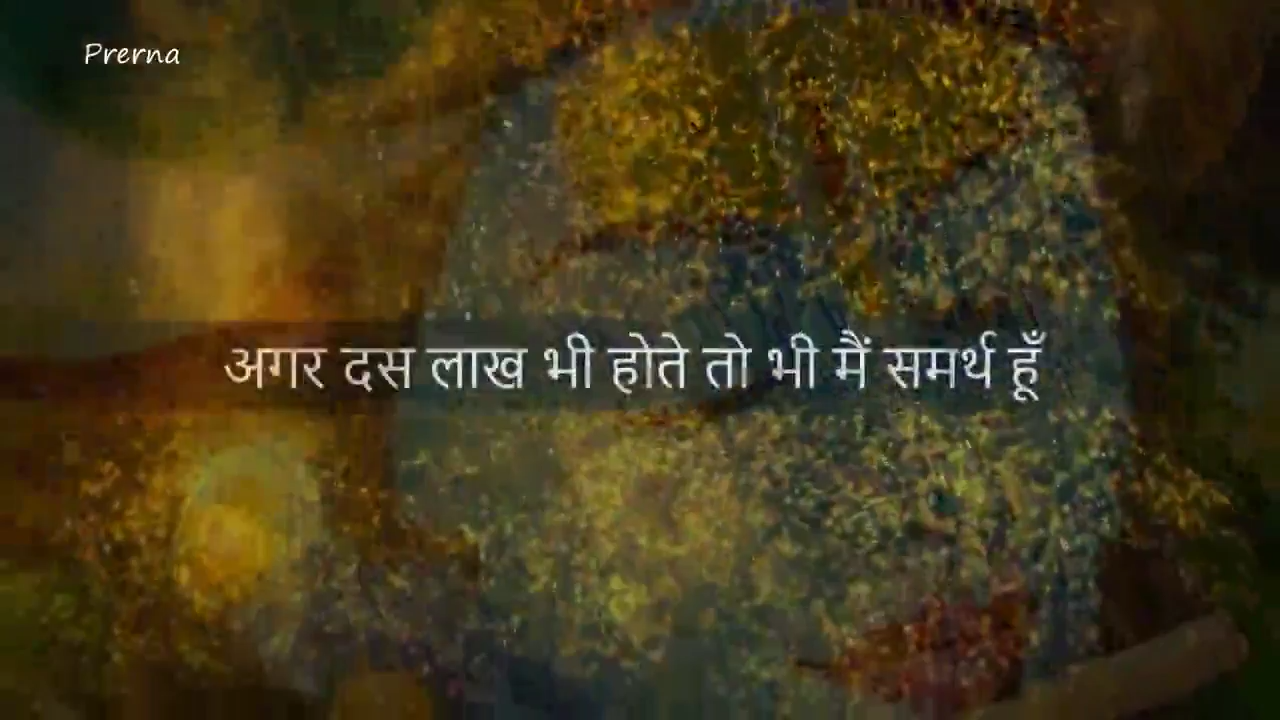 Prerna
अगर दस लाख भी होते तो भी मैं समर्थ हूँ